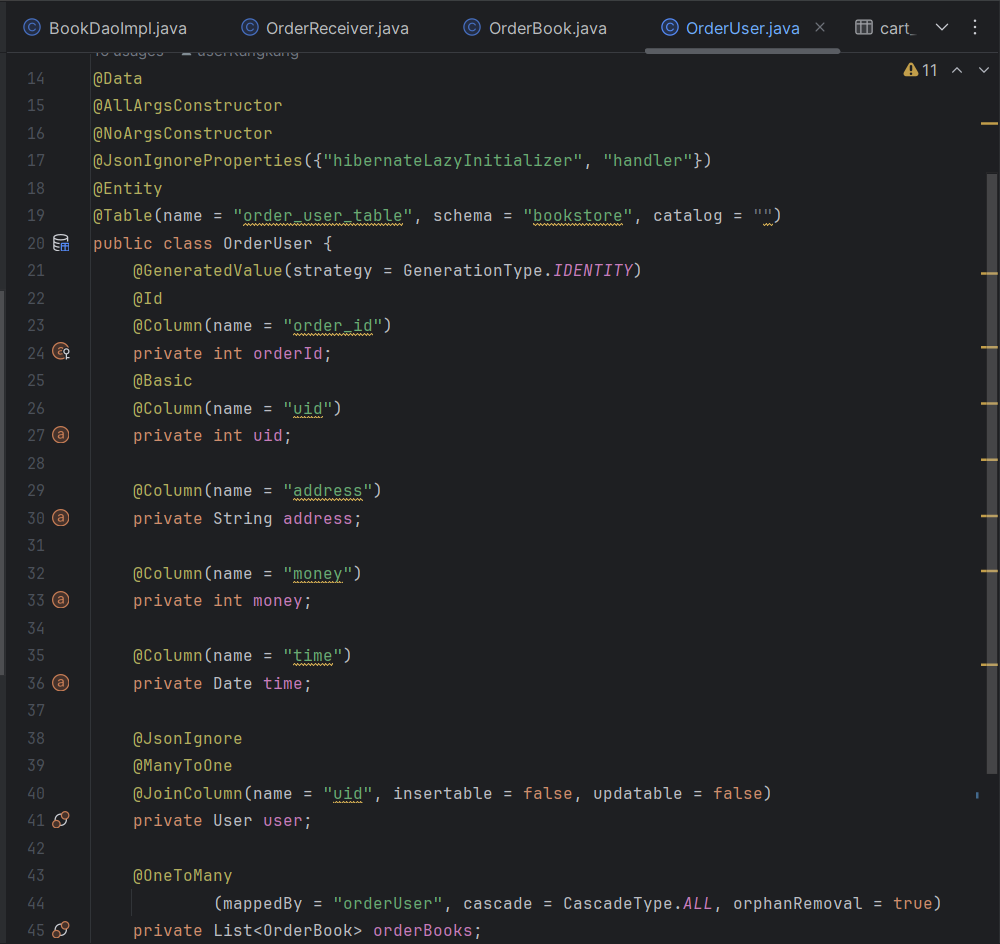 BookDaoImpl.java OrderReceiver.java OrderBook.java OrderUser.java cart_
11
14 @Data
15 @AllArgsConstructor
16 @NoArgsConstructor
17 @JsonIgnoreProperties({"hibernateLazyInitializer", "handler"})
18 @Entity
19 @Table(name = "order_user_table", schema = "bookstore", catalog = "")
20 public class OrderUser {
21 @GeneratedValue(strategy = GenerationType.IDENTITY)
22 @Id
23 @Column(name = "order_id")
24 private int orderId;
25 @Basic
26 @Column(name = "uid")
27 private int uid;
28
29 @Column(name = "address")
30 private String address;
31
32 @Column(name = "money")
33 private int money;
34
35 @Column(name = "time")
36 private Date time;
37
38 @JsonIgnore
39 @ManyToOne
40 @JoinColumn(name = "uid", insertable = false, updatable = false)
41 private User user;
42
43 @OneToMany
44 (mappedBy = "orderUser", cascade = CascadeType.ALL, orphanRemoval = true)
45 private List<OrderBook> orderBooks;